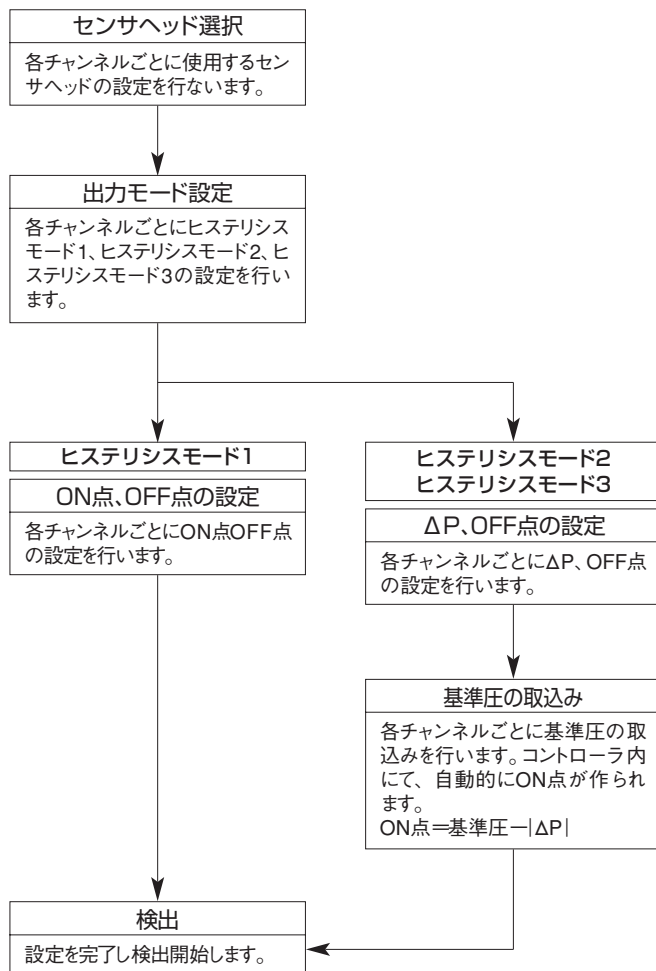 センサヘッド選択
各チャンネルごとに使用するセン
サヘッドの設定を行ないます。
出力モード設定
各チャンネルごとにヒステリシス
モード1、ヒステリシスモード2、ヒ
ステリシスモード3の設定を行い
ます。
ヒステリシスモード1
ON点、OFF点の設定
各チャンネルごとにON点OFF点
の設定を行います。
ヒステリシスモード2
ヒステリシスモード3
ΔP、OFF点の設定
各チャンネルごとにΔP、OFF点
の設定を行います。
基準圧の取込み
各チャンネルごとに基準圧の取
込みを行います。コントローラ内
にて、自動的にON点が作られ
ます。
ON点＝基準圧－|ΔP|
検出
設定を完了し検出開始します。